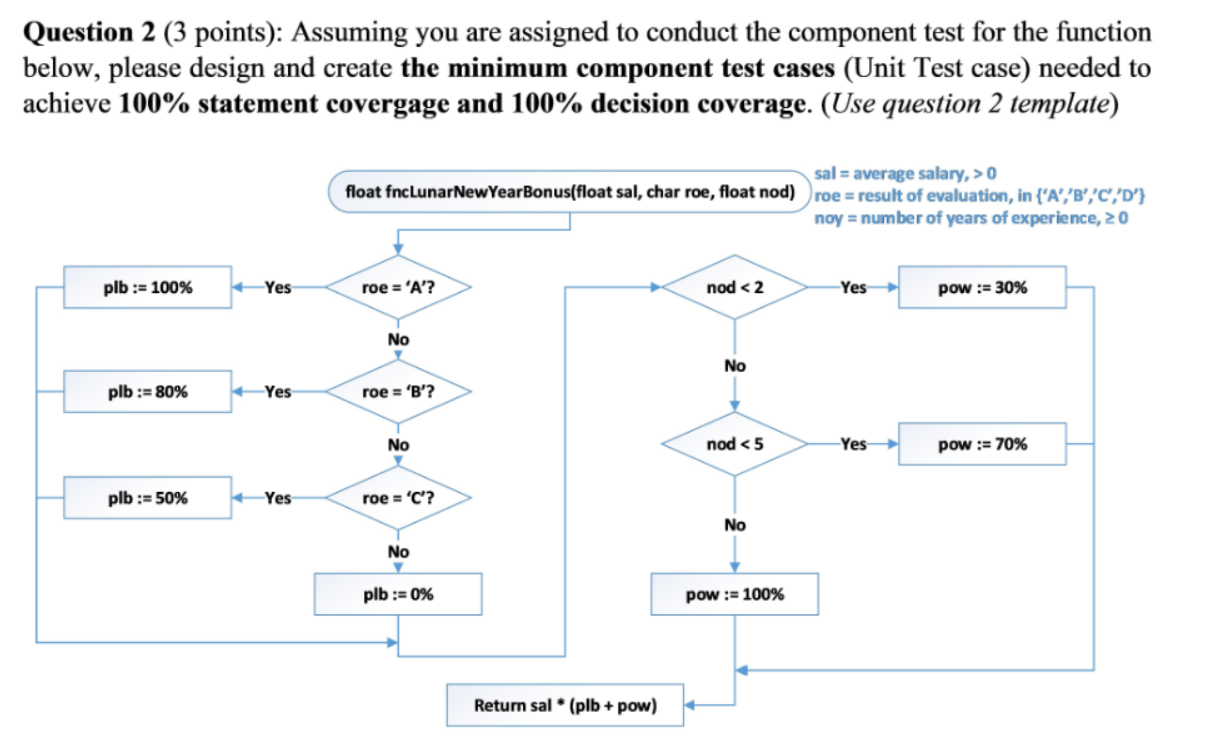 Question 2 (3 points): Assuming you are assigned to conduct the component test for the function
below, please design and create the minimum component test cases (Unit Test case) needed to
achieve 100% statement covergage and 100% decision coverage. (Use question 2 template)
float fncLunarNewYearBonus(float sal, char roe, float nod)
sal = average salary, > 0
roe = result of evaluation, in {‘A’,’B’,’C’,’D’}
noy = number of years of experience, ≥ 0
plb := 100%
Yes
roe = ‘A’?
No
plb := 80%
Yes
roe = ‘B’?
No
plb := 50%
Yes
roe = ‘C’?
No
plb := 0%
nod < 2
Yes
pow := 30%
No
nod < 5
Yes
pow := 70%
No
pow := 100%
Return sal * (plb + pow)